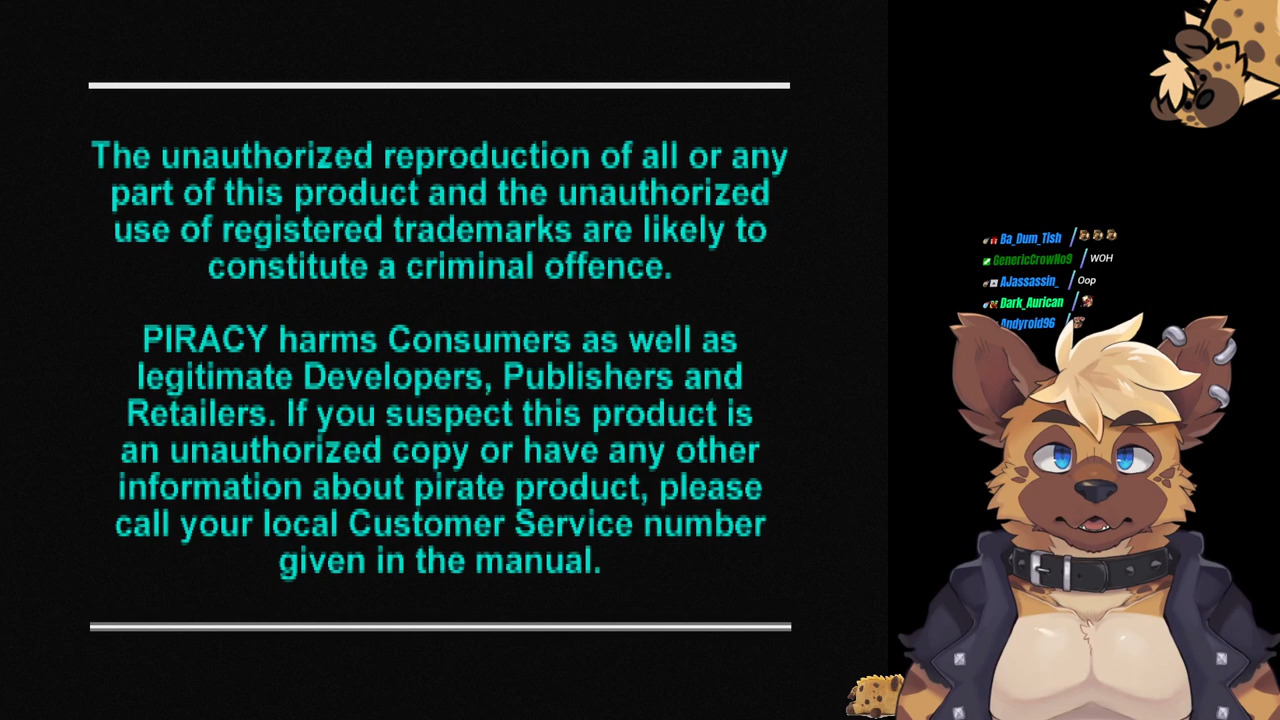 The unauthorized reproduction of all or any
part of this product and the unauthorized
use of registered trademarks are likely to
constitute a criminal offence.
PIRACY harms Consumers as well as
legitimate Developers, Publishers and
Retailers. If you suspect this product is
an unauthorized copy or have any other
information about pirate product, please
call your local Customer Service number
given in the manual.
Ba_Dum_Tish /
GenericCrowNo9 / WOH
AJassassin_ / Oop
Dark_Aurican /
Andyroid96 /